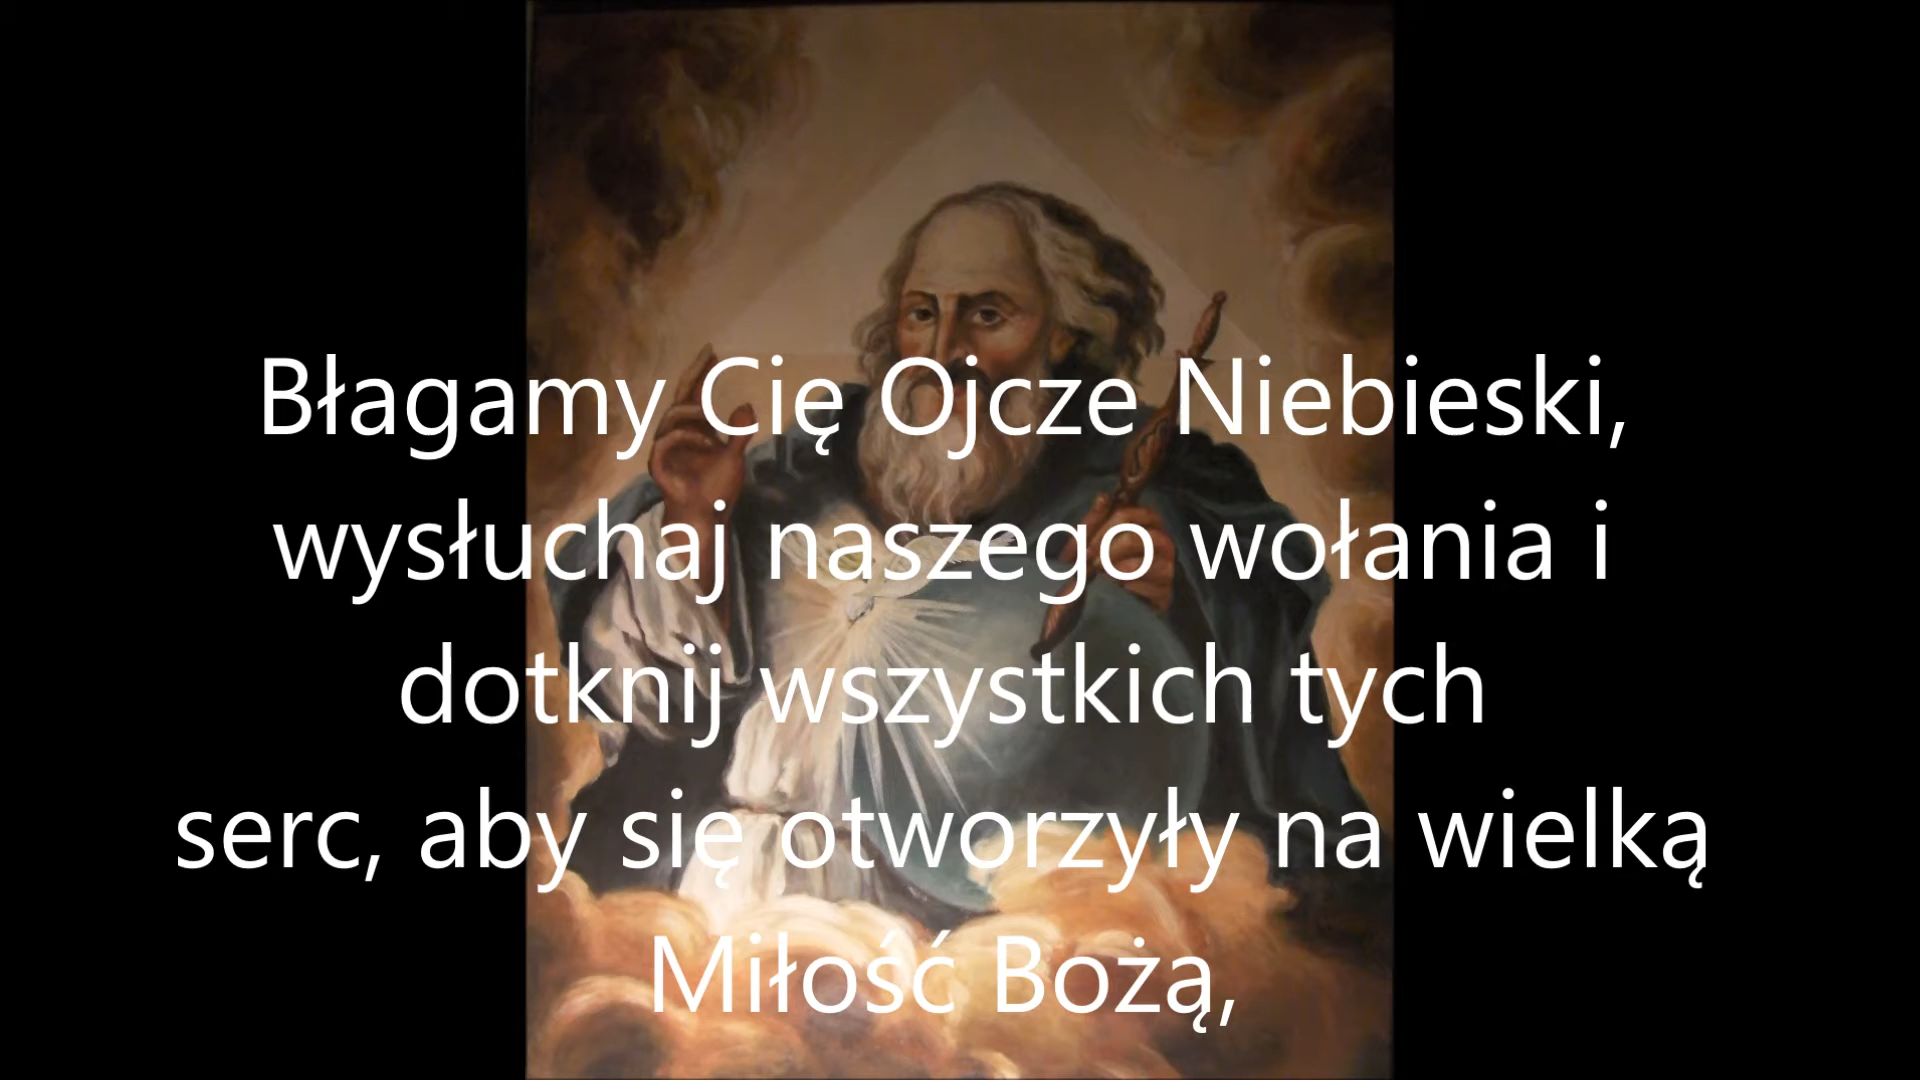 Błagamy Cię Ojcze Niebieski,
wysłuchaj naszego wołania i
dotknij wszystkich tych
serc, aby się otworzyły na wielką
Miłość Bożą,